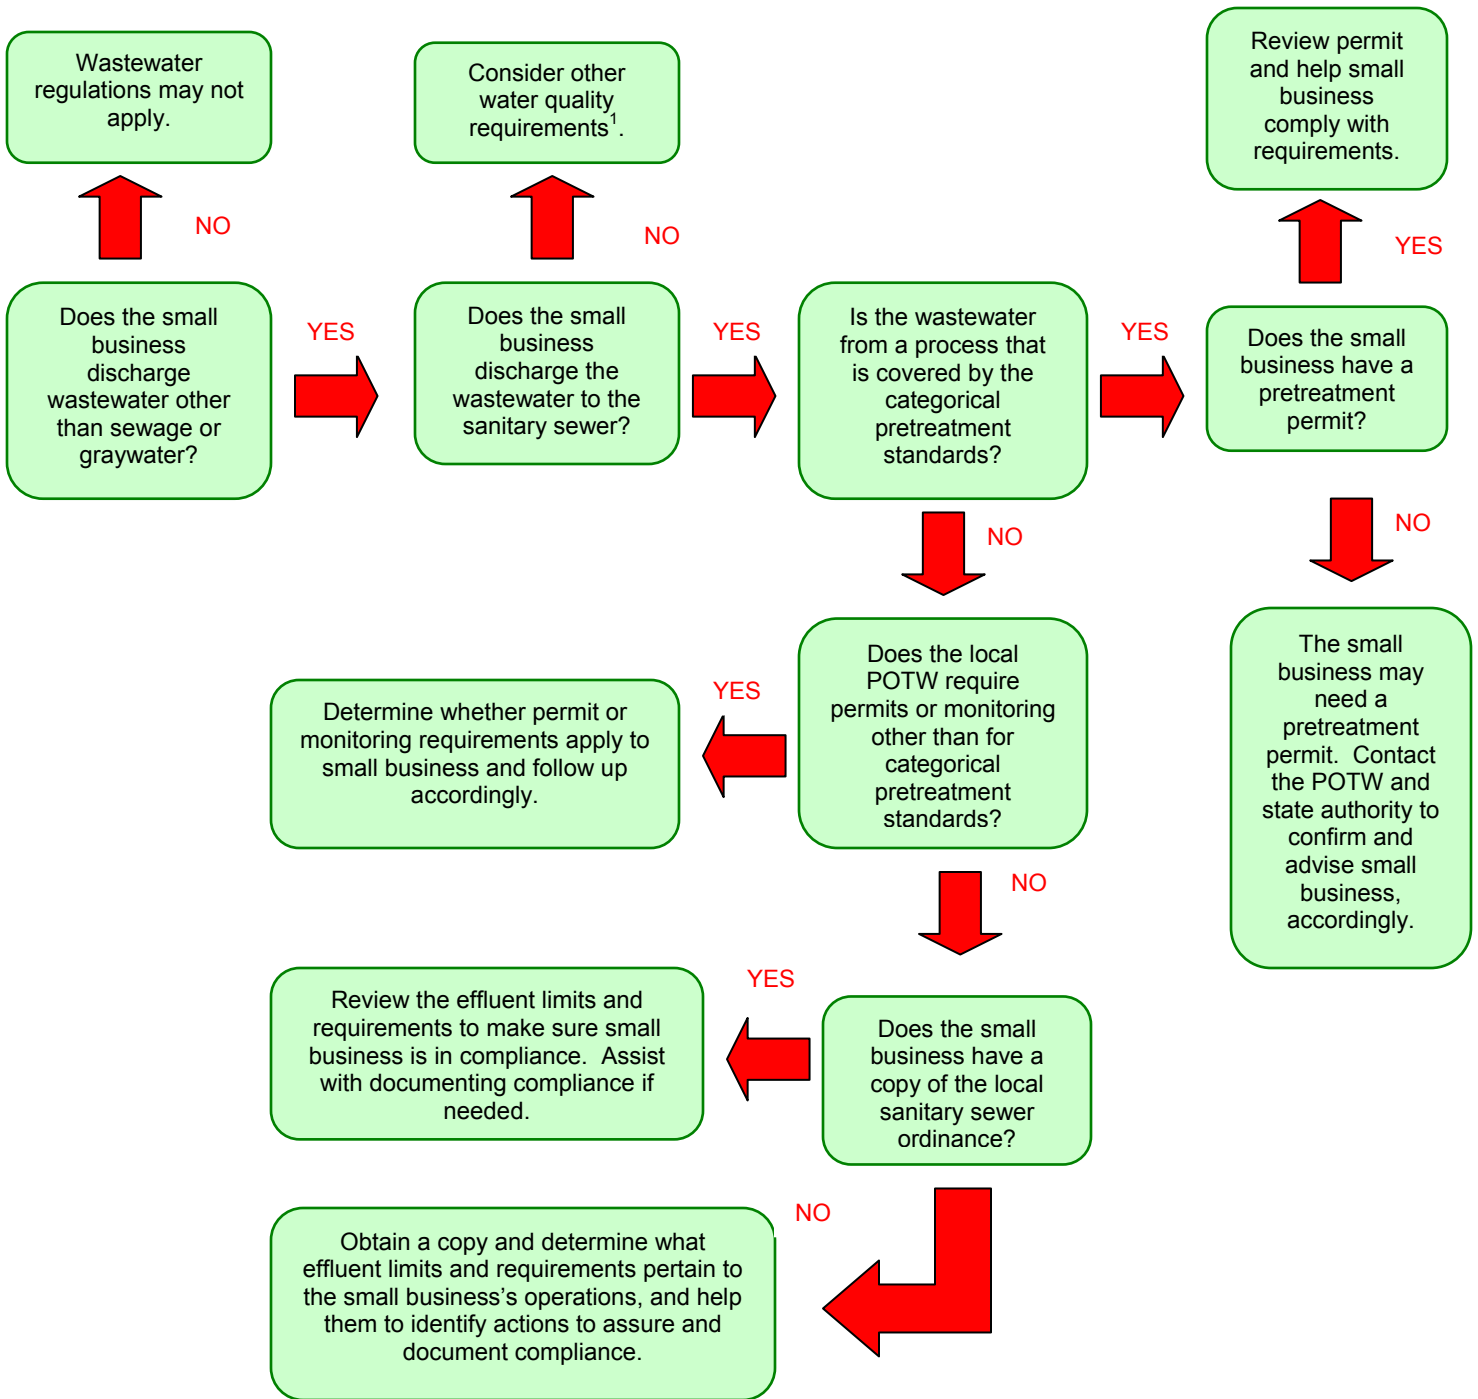 Wastewater
regulations may not
apply.
Consider other
water quality
requirements¹.
Review permit
and help small
business
comply with
requirements.
NO
NO
YES
Does the small
business
discharge
wastewater other
than sewage or
graywater?
YES
Does the small
business
discharge the
wastewater to the
sanitary sewer?
YES
Is the wastewater
from a process that
is covered by the
categorical
pretreatment
standards?
YES
Does the small
business have a
pretreatment
permit?
NO
NO
The small
business may
need a
pretreatment
permit.  Contact
the POTW and
state authority to
confirm and
advise small
business,
accordingly.
Does the local
POTW require
permits or monitoring
other than for
categorical
pretreatment
standards?
YES
Determine whether permit or
monitoring requirements apply to
small business and follow up
accordingly.
NO
Does the small
business have a
copy of the local
sanitary sewer
ordinance?
YES
Review the effluent limits and
requirements to make sure small
business is in compliance.  Assist
with documenting compliance if
needed.
NO
Obtain a copy and determine what
effluent limits and requirements pertain to
the small business’s operations, and help
them to identify actions to assure and
document compliance.